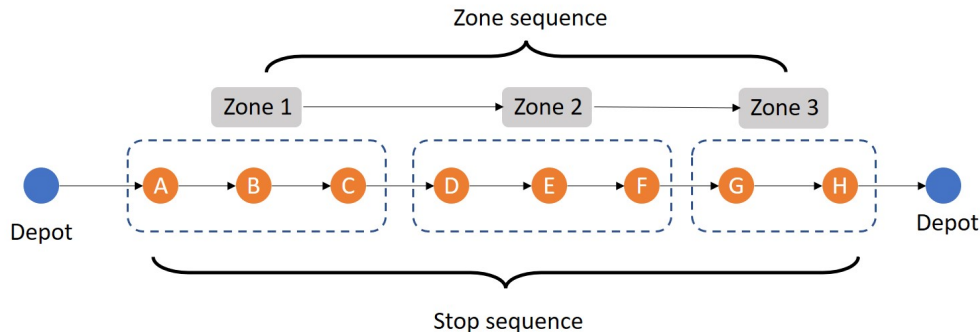 Zone sequence
Zone 1
Zone 2
Zone 3
A
B
C
D
E
F
G
H
Depot
Depot
Stop sequence